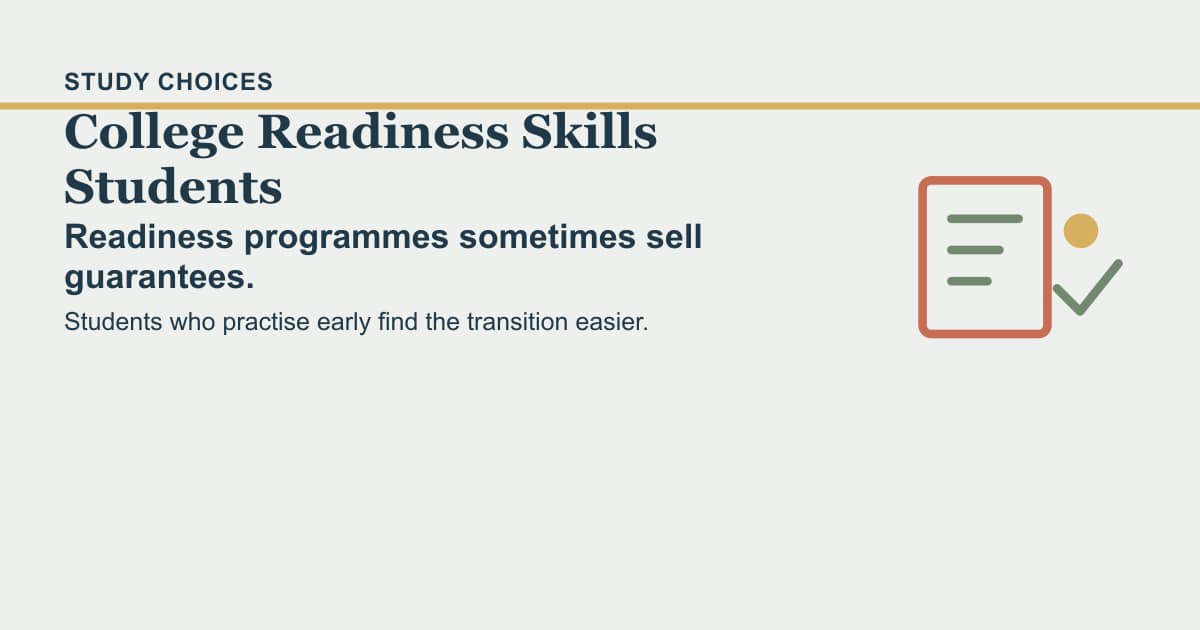 STUDY CHOICES
College Readiness Skills
Students
Readiness programmes sometimes sell
guarantees.
Students who practise early find the transition easier.